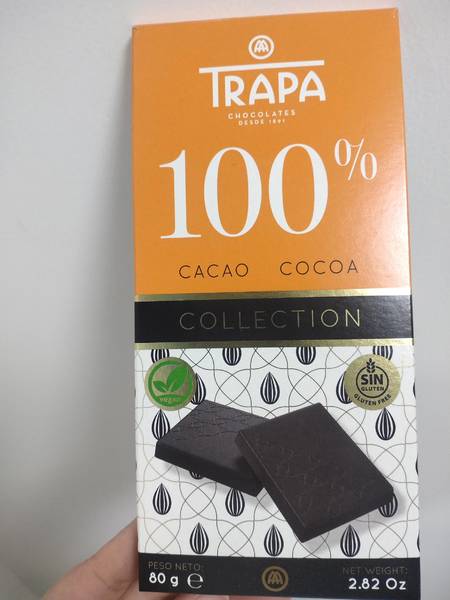 TRAPA
CHOCOLATES
DESDE 1891
100%
CACAO COCOA
COLLECTION
VEGAN
SIN
GLUTEN
GLUTEN FREE
PESO NETO:
80 g e
NET WEIGHT:
2.82 Oz